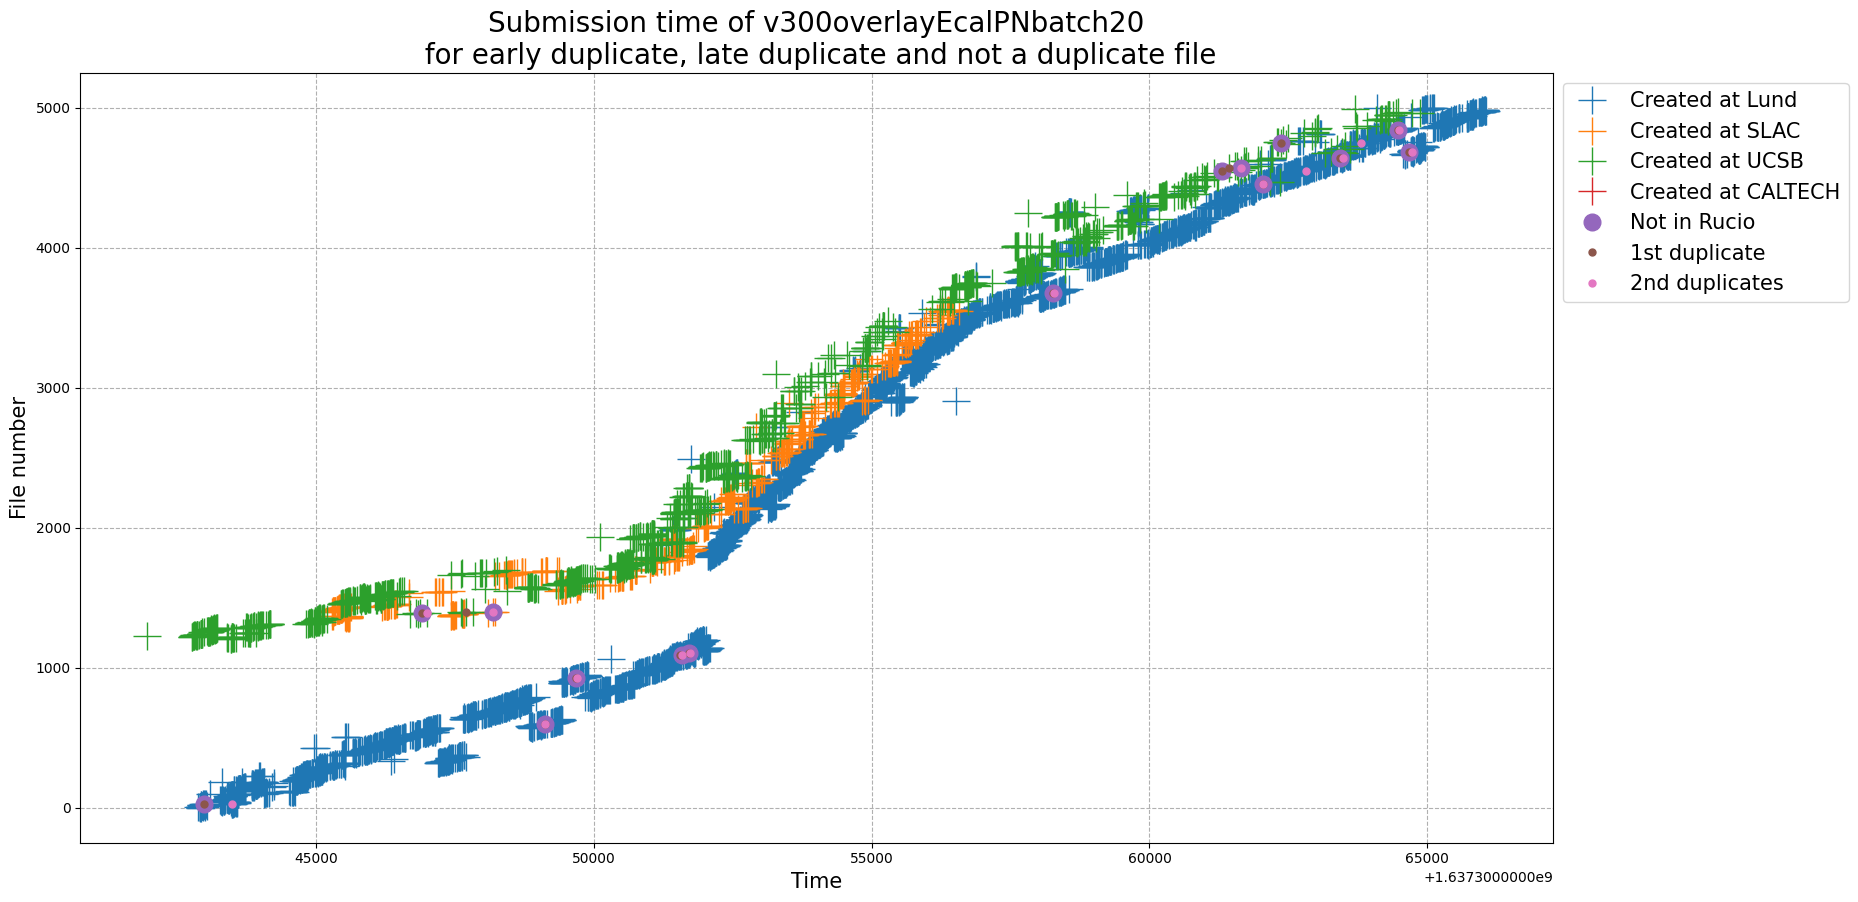 Submission time of v300overlayEcalPNbatch20
for early duplicate, late duplicate and not a duplicate file
File number
5000
4000
3000
2000
1000
0
45000
50000
55000
60000
65000
+1.6373000000e9
Time
Created at Lund
Created at SLAC
Created at UCSB
Created at CALTECH
Not in Rucio
1st duplicate
2nd duplicates